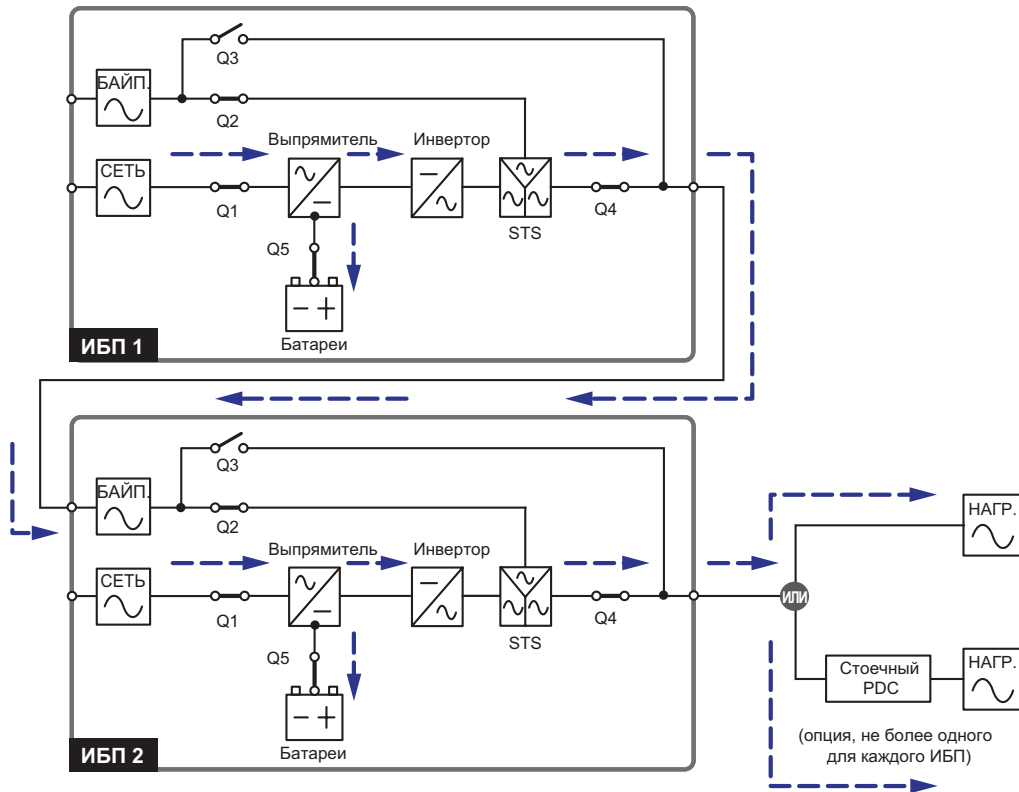 Q3
БАЙП.
Q2
Выпрямитель
Инвертор
СЕТЬ
Q1
STS
Q4
Q5
Батареи
ИБП 1
Q3
БАЙП.
Q2
Выпрямитель
Инвертор
СЕТЬ
Q1
STS
Q4
Q5
Батареи
ИБП 2
НАГР.
ИЛИ
Стоечный
PDC
НАГР.
(опция, не более одного
для каждого ИБП)